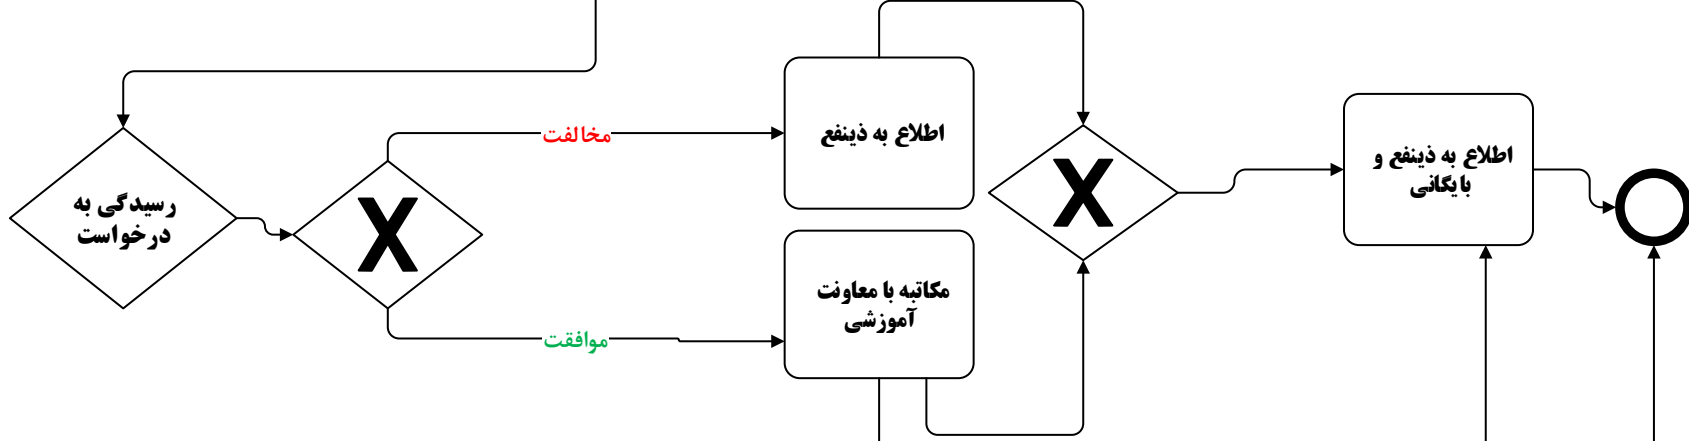 رسیدگی به
درخواست
X
مخالفت
موافقت
اطلاع به ذینفع
مکاتبه با معاونت
آموزشی
X
اطلاع به ذینفع و
بایگانی